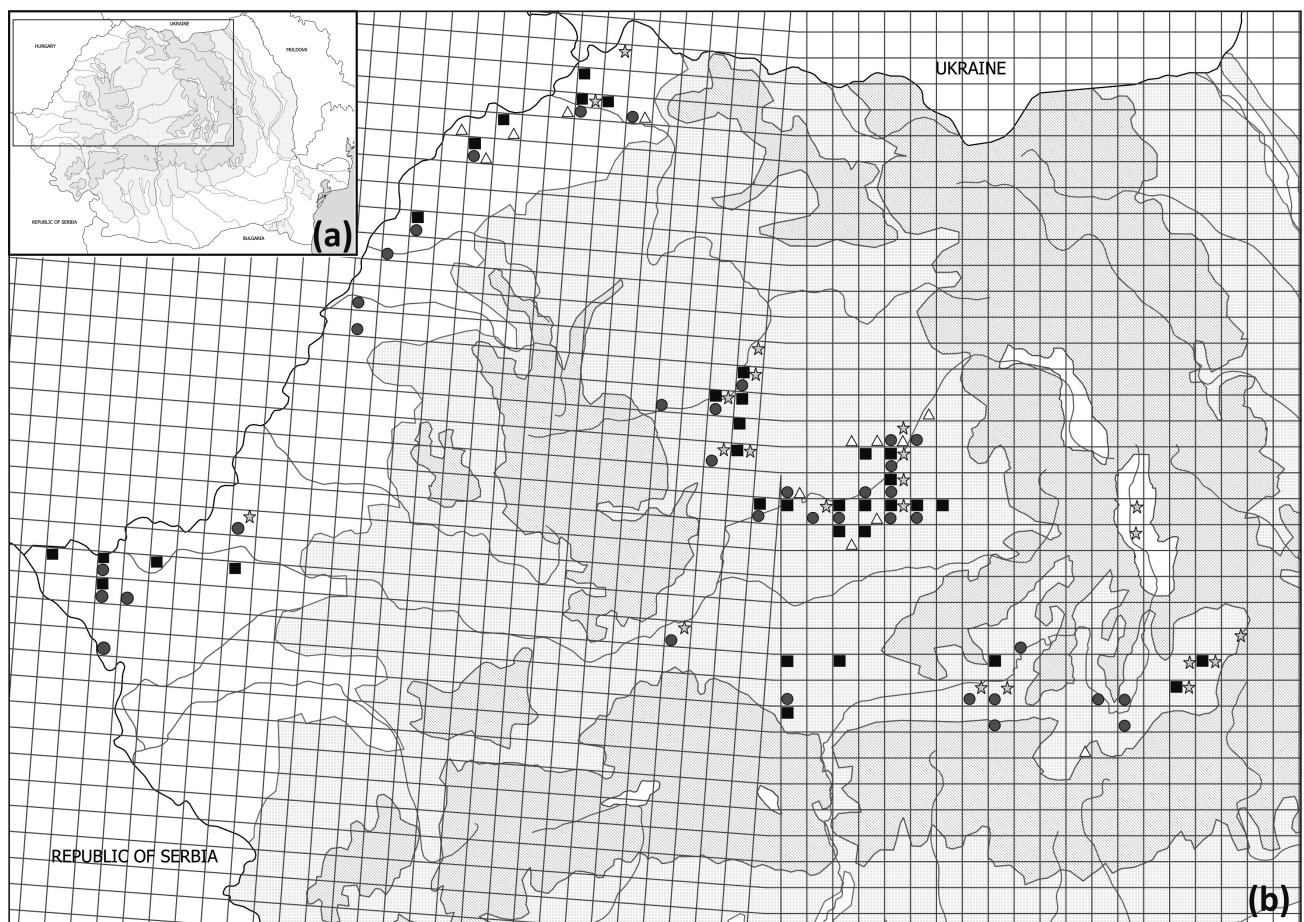 UKRAINE
HUNGARY
MOLDOVA
REPUBLIC OF SERBIA
BULGARIA
(a)
UKRAINE
REPUBLIC OF SERBIA
(b)